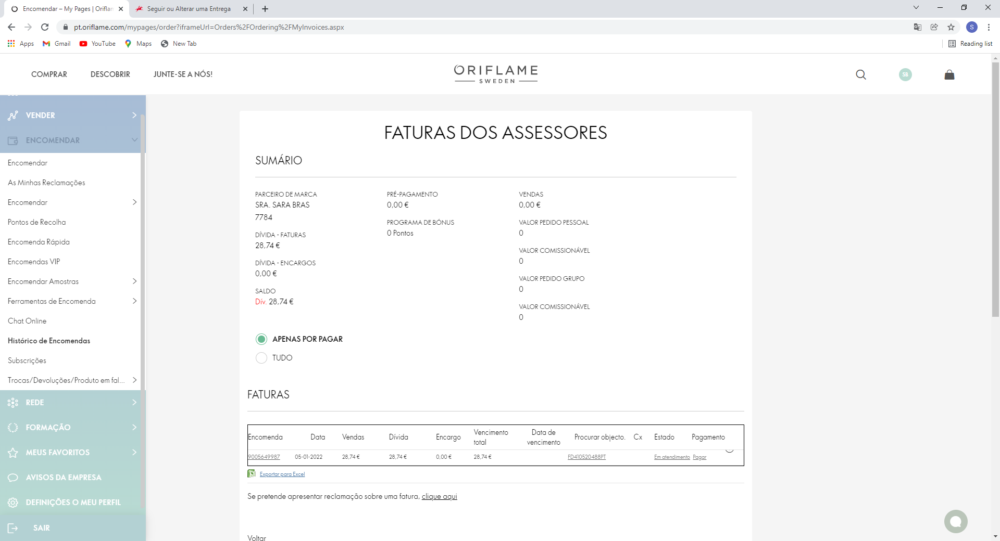 Encomendar – My Pages | Oriflan
Seguir ou Alterar uma Entrega
pt.oriflame.com/mypages/order?iframeUrl=Orders%2FOrdering%2FMyInvoices.aspx
S
Apps
Gmail
YouTube
Maps
New Tab
Reading list
COMPRAR
DESCOBRIR
JUNTE-SE A NÓS!
ORIFLAME
SWEDEN
SB
VENDER
ENCOMENDAR
Encomendar
As Minhas Reclamações
Encomendar
Pontos de Recolha
Encomenda Rápida
Encomendas VIP
Encomendar Amostras
Ferramentas de Encomenda
Chat Online
Histórico de Encomendas
Subscrições
Trocas/Devoluções/Produto em fal...
REDE
FORMAÇÃO
MEUS FAVORITOS
AVISOS DA EMPRESA
DEFINIÇÕES O MEU PERFIL
SAIR
FATURAS DOS ASSESSORES
SUMÁRIO
PARCEIRO DE MARCA
SRA. SARA BRAS
7784
DÍVIDA - FATURAS
28,74 €
DÍVIDA - ENCARGOS
0,00 €
SALDO
Dív. 28,74 €
PRÉ-PAGAMENTO
0,00 €
PROGRAMA DE BÓNUS
0 Pontos
VENDAS
0,00 €
VALOR PEDIDO PESSOAL
0
VALOR COMISSIONÁVEL
0
VALOR PEDIDO GRUPO
0
VALOR COMISSIONÁVEL
0
APENAS POR PAGAR
TUDO
FATURAS
Encomenda Data Vendas Dívida Encargo Vencimento total Data de vencimento Procurar objecto. Cx Estado Pagamento
9005649987 05-01-2022 28,74 € 28,74 € 0,00 € 28,74 € FD410520488PT Em atendimento Pagar
Exportar para Excel
Se pretende apresentar reclamação sobre uma fatura, clique aqui
Voltar